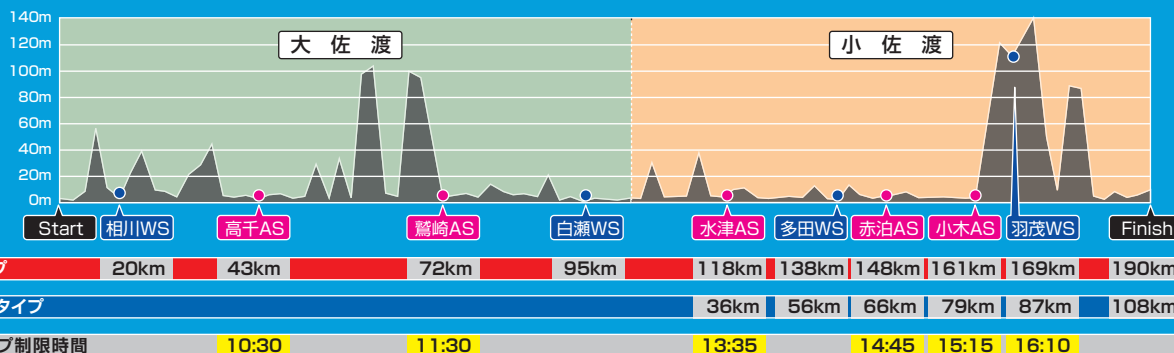 140m
120m
100m
80m
60m
40m
20m
0m
大佐渡
小佐渡
Start 相川WS 高千AS 鷲崎AS 白瀬WS 水津AS 多田WS 赤泊AS 小木AS 羽茂WS Finish
プ 20km 43km 72km 95km 118km 138km 148km 161km 169km 190km
タイプ 36km 56km 66km 79km 87km 108km
プ制限時間 10:30 11:30 13:35 14:45 15:15 16:10